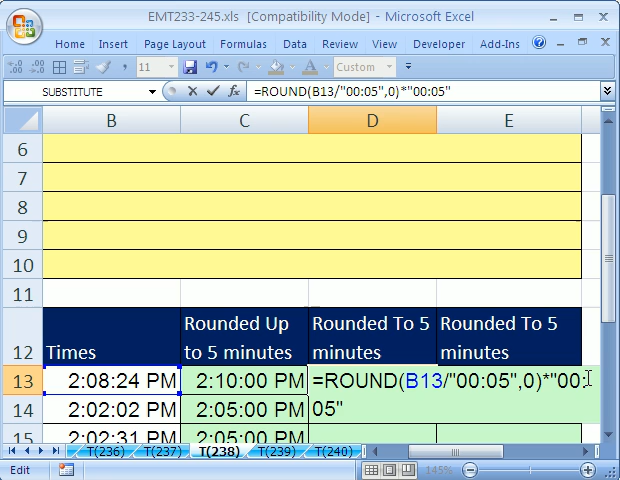 EMT233-245.xls [Compatibility Mode] - Microsoft Excel
Home Insert Page Layout Formulas Data Review Developer Add-Ins
11 Custom
SUBSTITUTE =ROUND(B13/"00:05",0)*"00:05"
B C D E
6
7
8
9
10
11
12 Times Rounded Up to 5 minutes Rounded To 5 minutes Rounded To 5 minutes
13 2:08:24 PM 2:10:00 PM =ROUND(B13/"00:05",0)*"00:
14 2:02:02 PM 2:05:00 PM 05"
15 2:02:31 PM 2:05:00 PM
T(236) T(237) T(238) T(239) T(240)
Edit 145%